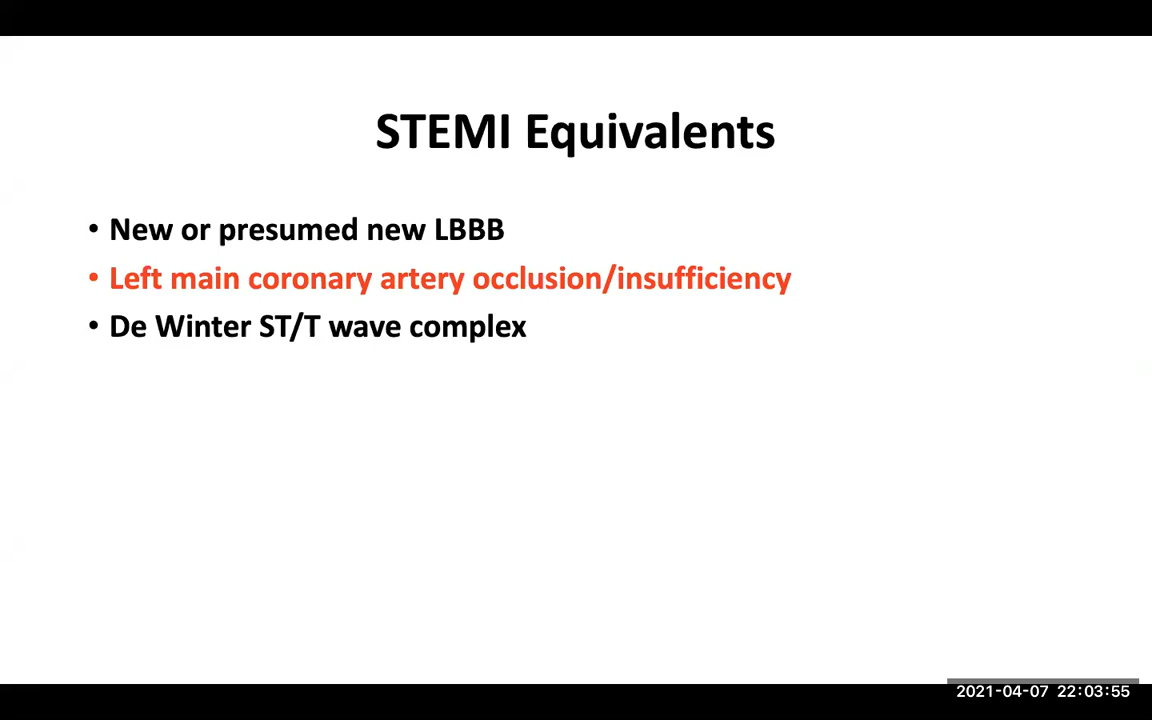 STEMI Equivalents
• New or presumed new LBBB
• Left main coronary artery occlusion/insufficiency
• De Winter ST/T wave complex
2021-04-07 22:03:55